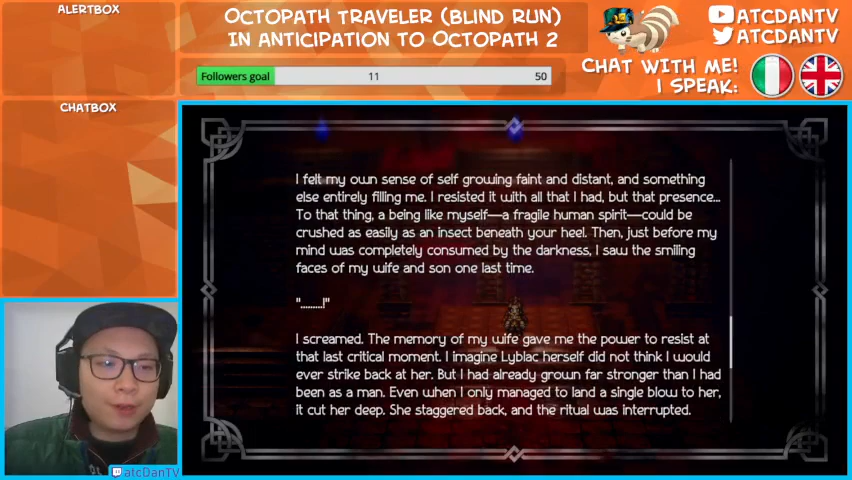 ALERTBOX
OCTOPATH TRAVELER (BLIND RUN)
IN ANTICIPATION TO OCTOPATH 2
ATCDANTV
ATCDANTV
Followers goal
11
50
CHAT WITH ME!
I SPEAK:
CHATBOX
I felt my own sense of self growing faint and distant, and something
else entirely filling me. I resisted it with all that I had, but that presence...
To that thing, a being like myself—a fragile human spirit—could be
crushed as easily as an insect beneath your heel. Then, just before my
mind was completely consumed by the darkness, I saw the smiling
faces of my wife and son one last time.
".........!"
I screamed. The memory of my wife gave me the power to resist at
that last critical moment. I imagine Lyblac herself did not think I would
ever strike back at her. But I had already grown far stronger than I had
been as a man. Even when I only managed to land a single blow to her,
it cut her deep. She staggered back, and the ritual was interrupted.
atcDanTV